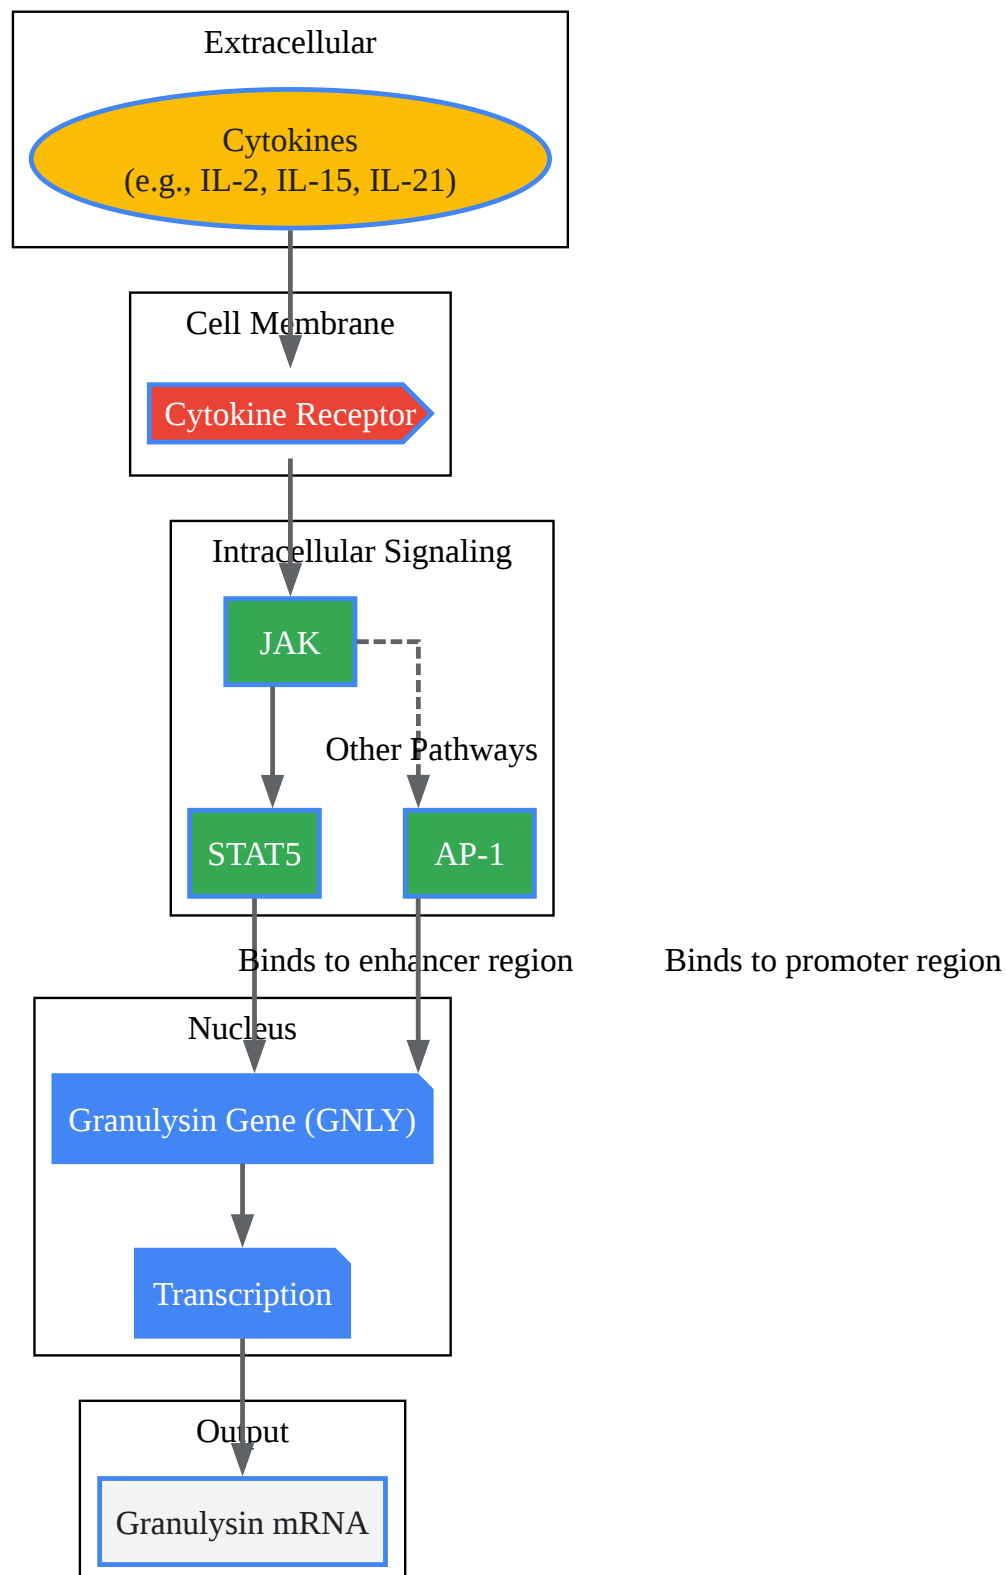 Extracellular
Cytokines
(e.g., IL-2, IL-15, IL-21)
Cell Membrane
Cytokine Receptor
Intracellular Signaling
JAK
Other Pathways
STAT5
AP-1
Binds to enhancer region
Binds to promoter region
Nucleus
Granulysin Gene (GNLY)
Transcription
Output
Granulysin mRNA